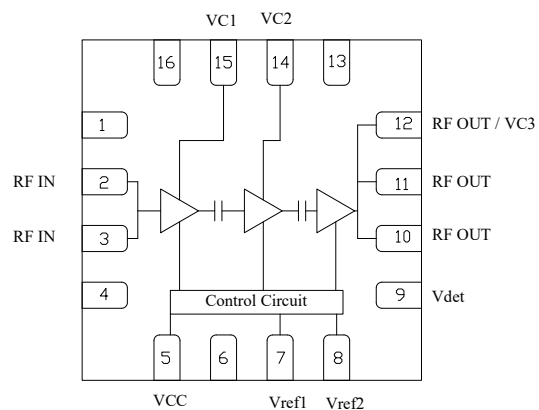 VC1 VC2
16 15 14 13
1 12 RF OUT / VC3
RF IN 2 11 RF OUT
RF IN 3 10 RF OUT
4 Control Circuit 9 Vdet
5 6 7 8
VCC Vref1 Vref2